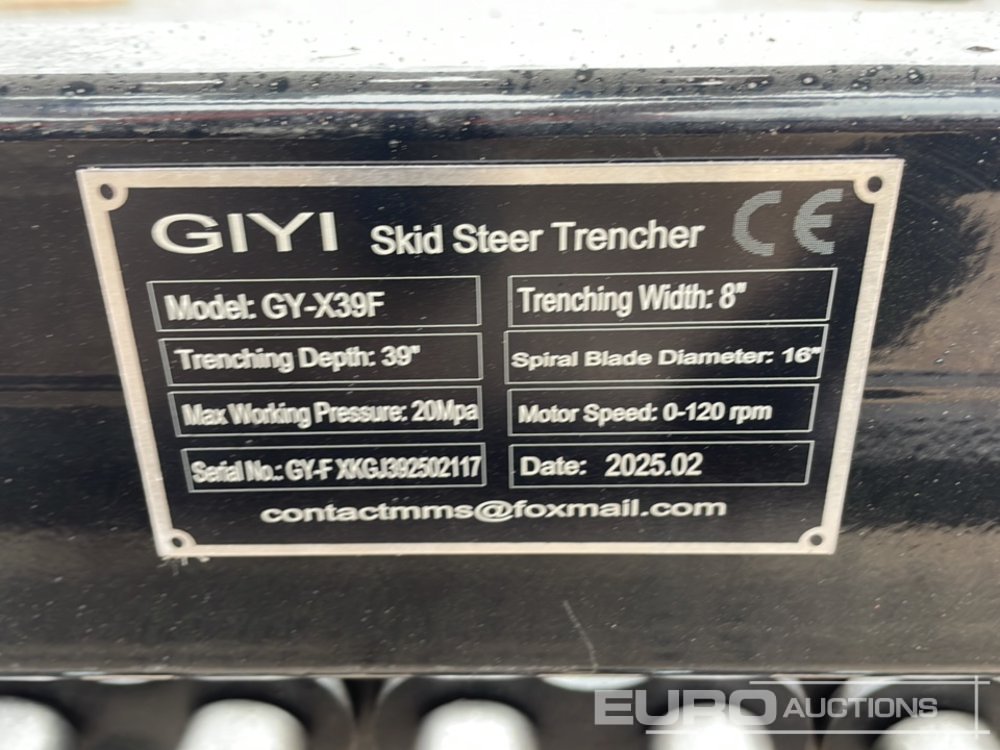 GIYI Skid Steer Trencher CE
Model: GY-X39F
Trenching Width: 8"
Trenching Depth: 39"
Spiral Blade Diameter: 16"
Max Working Pressure: 20Mpa
Motor Speed: 0-120 rpm
Serial No.: GY-F XKGJ392502117
Date: 2025.02
contactmms@foxmail.com
EURO AUCTIONS